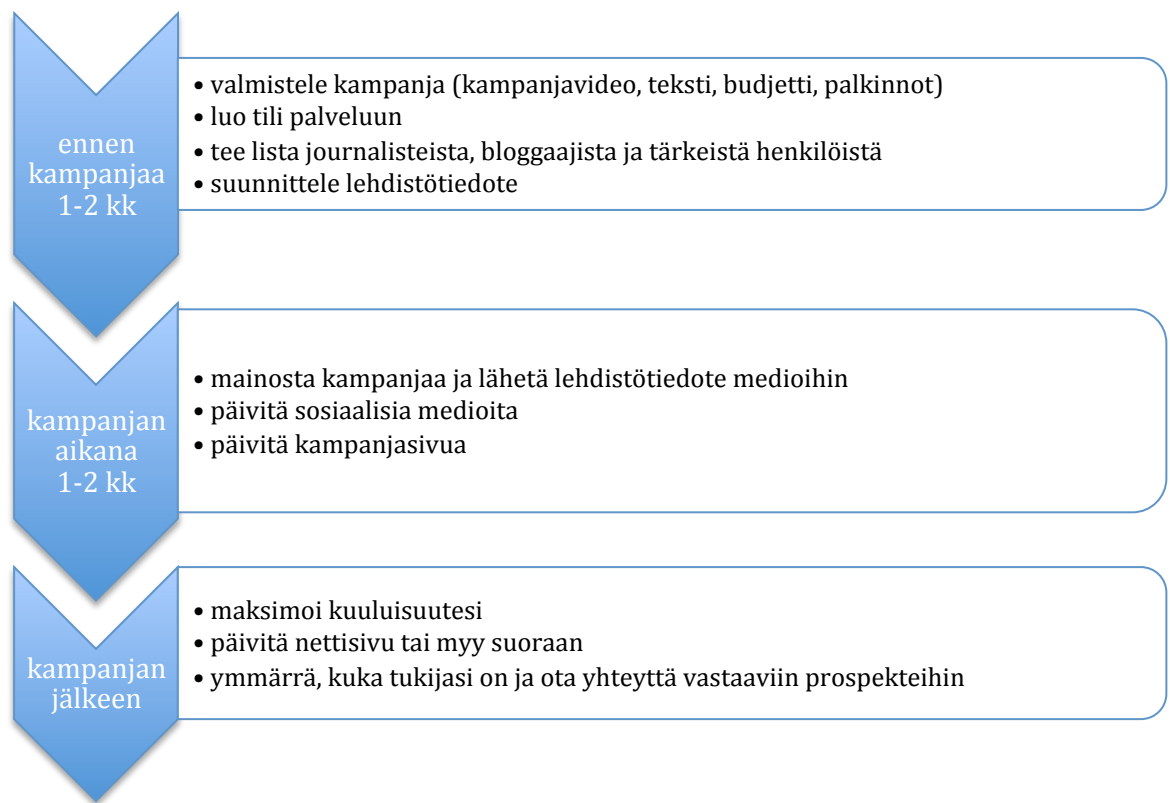 ennen
kampanjaa
1-2 kk
• valmistele kampanja (kampanjavideo, teksti, budjetti, palkinnot)
• luo tili palveluun
• tee lista journalisteista, bloggaajista ja tärkeistä henkilöistä
• suunnittele lehdistötiedote
kampanjan
aikana
1-2 kk
• mainosta kampanjaa ja lähetä lehdistötiedote medioihin
• päivitä sosiaalisia medioita
• päivitä kampanjasivua
kampanjan
jälkeen
• maksimoi kuuluisuutesi
• päivitä nettisivu tai myy suoraan
• ymmärrä, kuka tukijasi on ja ota yhteyttä vastaaviin prospekteihin